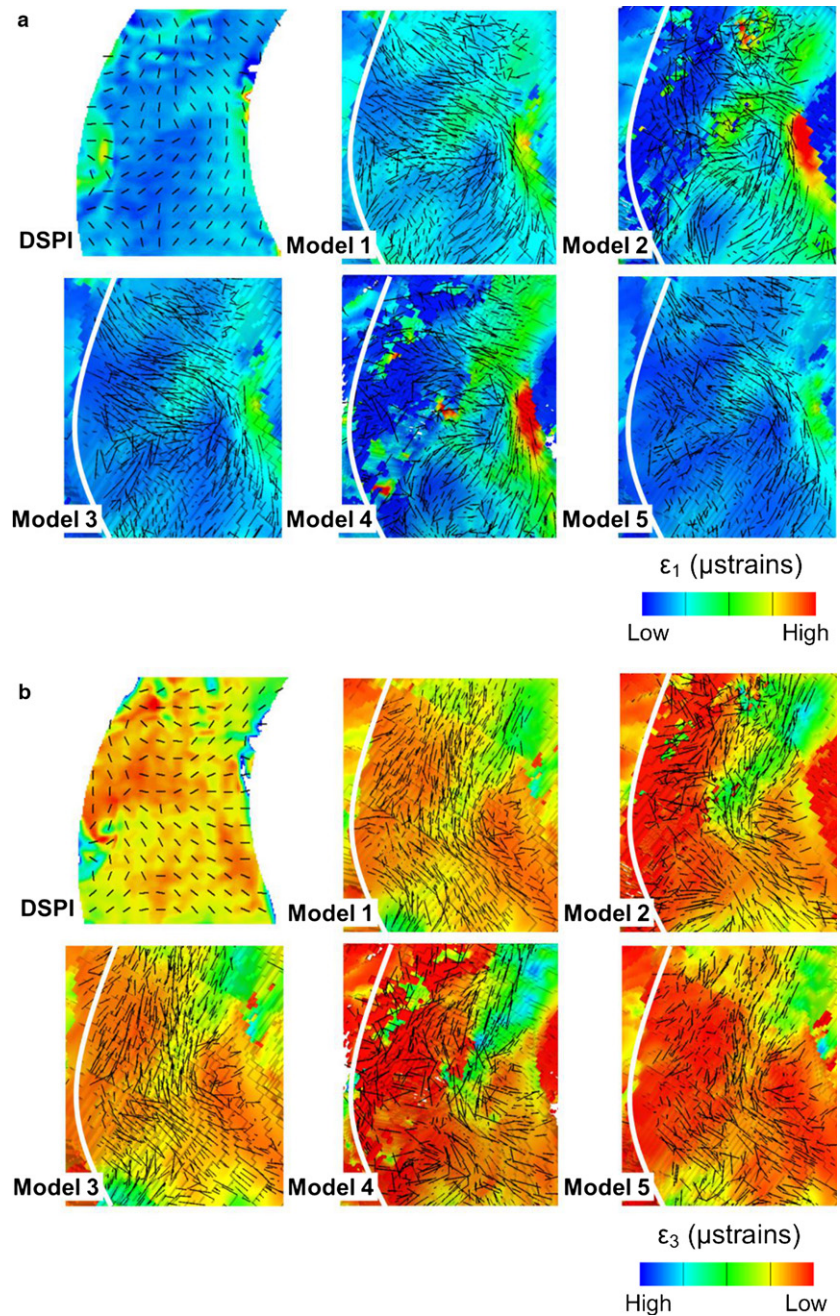 a
DSPI
Model 1
Model 2
Model 3
Model 4
Model 5
ε₁ (µstrains)
Low High
b
DSPI
Model 1
Model 2
Model 3
Model 4
Model 5
ε₃ (µstrains)
High Low